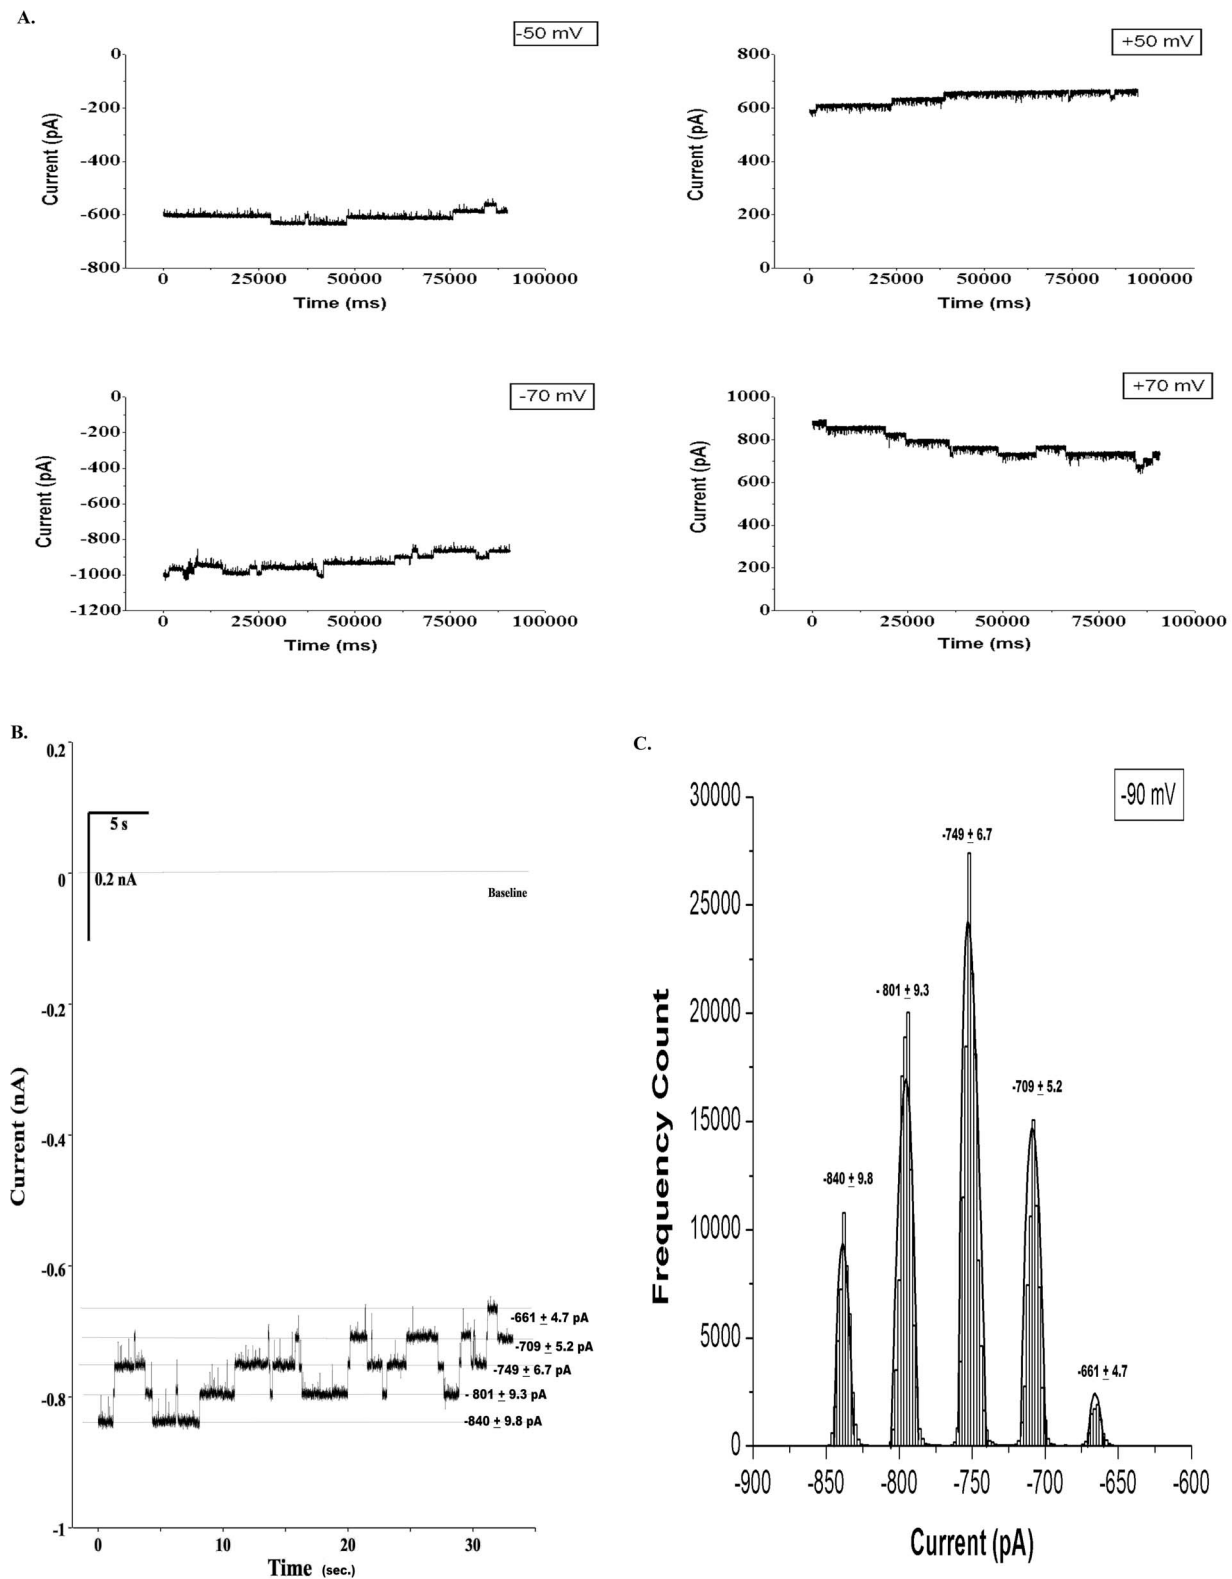 A.
-50 mV
0
-200
-400
-600
-800
Current (pA)
0 25000 50000 75000 100000
Time (ms)
+50 mV
800
600
400
200
0
Current (pA)
0 25000 50000 75000 100000
Time (ms)
-70 mV
0
-200
-400
-600
-800
-1000
-1200
Current (pA)
0 25000 50000 75000 100000
Time (ms)
+70 mV
1000
800
600
400
200
0
Current (pA)
0 25000 50000 75000 100000
Time (ms)
B.
0.2
0
-0.2
-0.4
-0.6
-0.8
-1
Current (nA)
5 s
0.2 nA
Baseline
-661 ± 4.7 pA
-709 ± 5.2 pA
-749 ± 6.7 pA
- 801 ± 9.3 pA
-840 ± 9.8 pA
0 10 20 30
Time (sec.)
C.
-90 mV
30000
25000
20000
15000
10000
5000
0
Frequency Count
-749 ± 6.7
- 801 ± 9.3
-709 ± 5.2
-840 ± 9.8
-661 ± 4.7
-900 -850 -800 -750 -700 -650 -600
Current (pA)